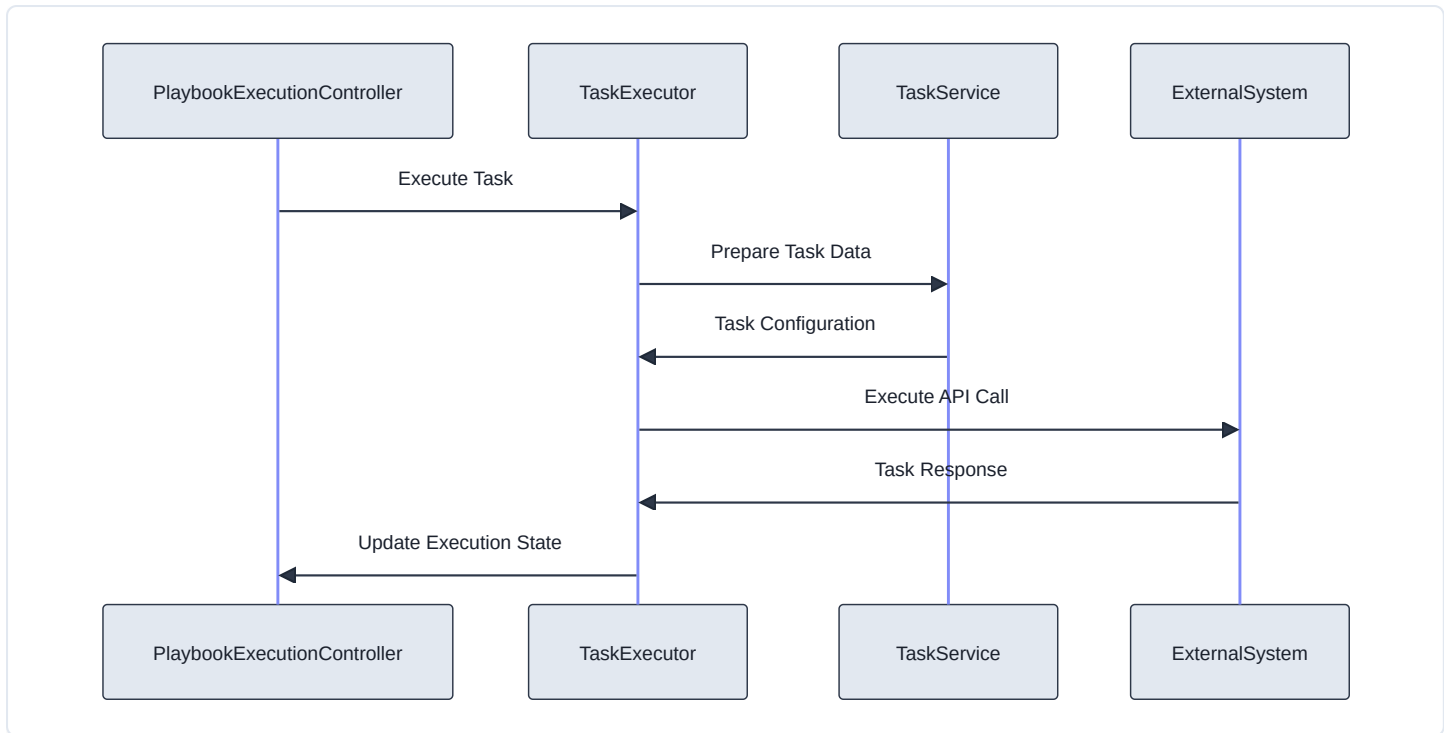 PlaybookExecutionController
TaskExecutor
TaskService
ExternalSystem
Execute Task
Prepare Task Data
Task Configuration
Execute API Call
Task Response
Update Execution State
PlaybookExecutionController
TaskExecutor
TaskService
ExternalSystem